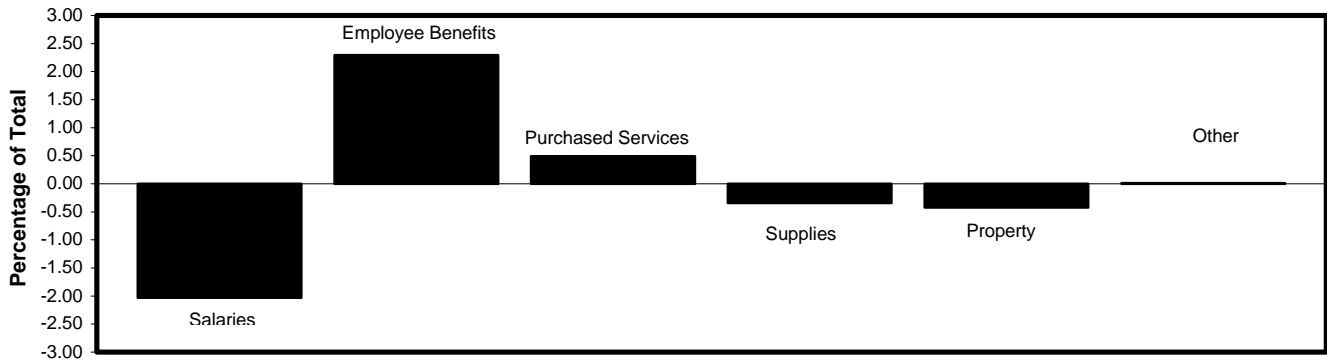 3.00
2.50
2.00
1.50
1.00
0.50
0.00
-0.50
-1.00
-1.50
-2.00
-2.50
-3.00
Percentage of Total
Employee Benefits
Purchased Services
Other
Supplies
Property
Salaries